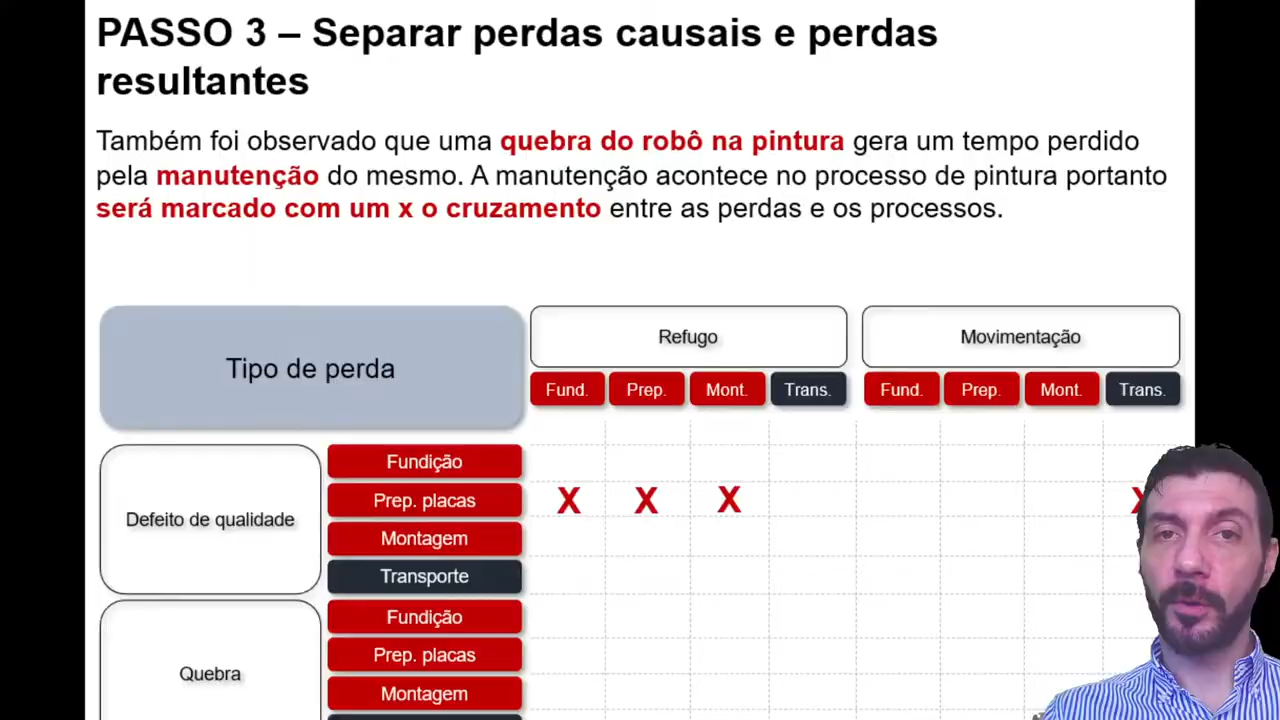 PASSO 3 – Separar perdas causais e perdas
resultantes
Também foi observado que uma quebra do robô na pintura gera um tempo perdido
pela manutenção do mesmo. A manutenção acontece no processo de pintura portanto
será marcado com um x o cruzamento entre as perdas e os processos.
Tipo de perda
Refugo
Movimentação
Fund. Prep. Mont. Trans. Fund. Prep. Mont. Trans.
Defeito de qualidade
Fundição
Prep. placas
X X X X
Montagem
Transporte
Quebra
Fundição
Prep. placas
Montagem